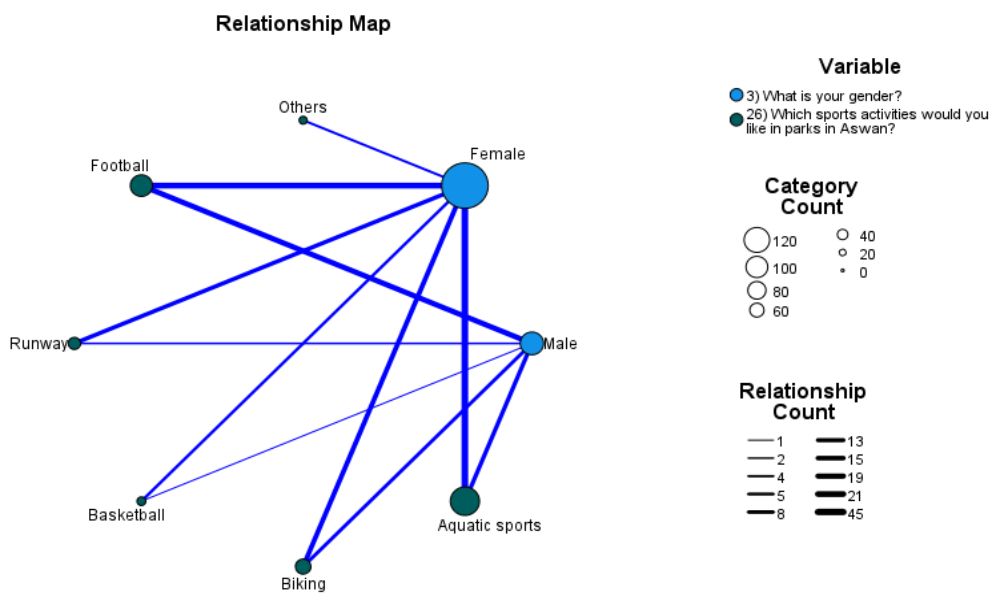 Relationship Map
Variable
3) What is your gender?
26) Which sports activities would you
like in parks in Aswan?
Others
Female
Football
Category
Count
120
100
80
60
40
20
0
Runway
Male
Relationship
Count
1
2
4
5
8
13
15
19
21
45
Basketball
Aquatic sports
Biking